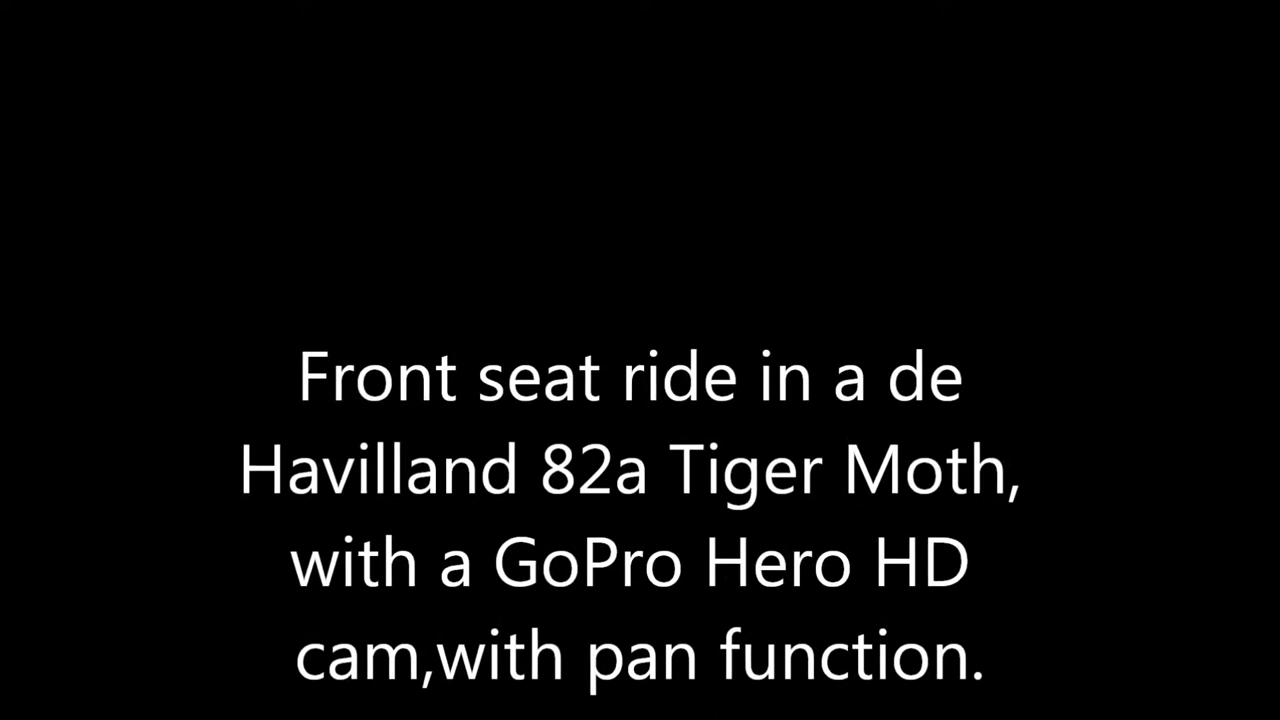 Front seat ride in a de
Havilland 82a Tiger Moth,
with a GoPro Hero HD
cam,with pan function.